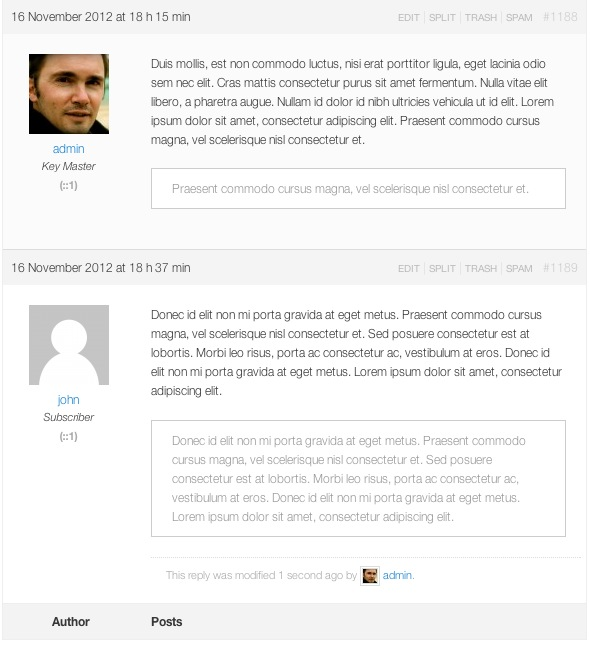 16 November 2012 at 18 h 15 min EDIT | SPLIT | TRASH | SPAM #1188
admin
Key Master
(::1)
Duis mollis, est non commodo luctus, nisi erat porttitor ligula, eget lacinia odio
sem nec elit. Cras mattis consectetur purus sit amet fermentum. Nulla vitae elit
libero, a pharetra augue. Nullam id dolor id nibh ultricies vehicula ut id elit. Lorem
ipsum dolor sit amet, consectetur adipiscing elit. Praesent commodo cursus
magna, vel scelerisque nisl consectetur et.
Praesent commodo cursus magna, vel scelerisque nisl consectetur et.
16 November 2012 at 18 h 37 min EDIT | SPLIT | TRASH | SPAM #1189
john
Subscriber
(::1)
Donec id elit non mi porta gravida at eget metus. Praesent commodo cursus
magna, vel scelerisque nisl consectetur et. Sed posuere consectetur est at
lobortis. Morbi leo risus, porta ac consectetur ac, vestibulum at eros. Donec id
elit non mi porta gravida at eget metus. Lorem ipsum dolor sit amet, consectetur
adipiscing elit.
Donec id elit non mi porta gravida at eget metus. Praesent commodo
cursus magna, vel scelerisque nisl consectetur et. Sed posuere
consectetur est at lobortis. Morbi leo risus, porta ac consectetur ac,
vestibulum at eros. Donec id elit non mi porta gravida at eget metus.
Lorem ipsum dolor sit amet, consectetur adipiscing elit.
This reply was modified 1 second ago by admin.
Author Posts